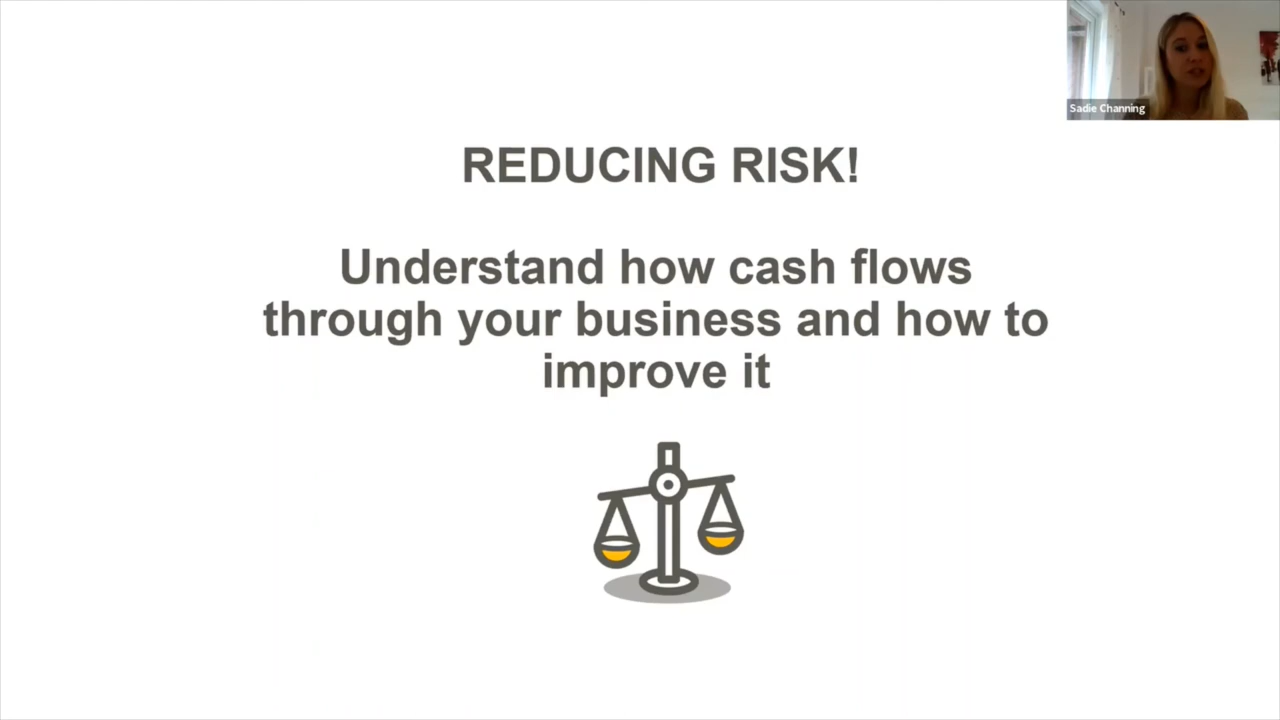 Sadie Channing
REDUCING RISK!
Understand how cash flows
through your business and how to
improve it